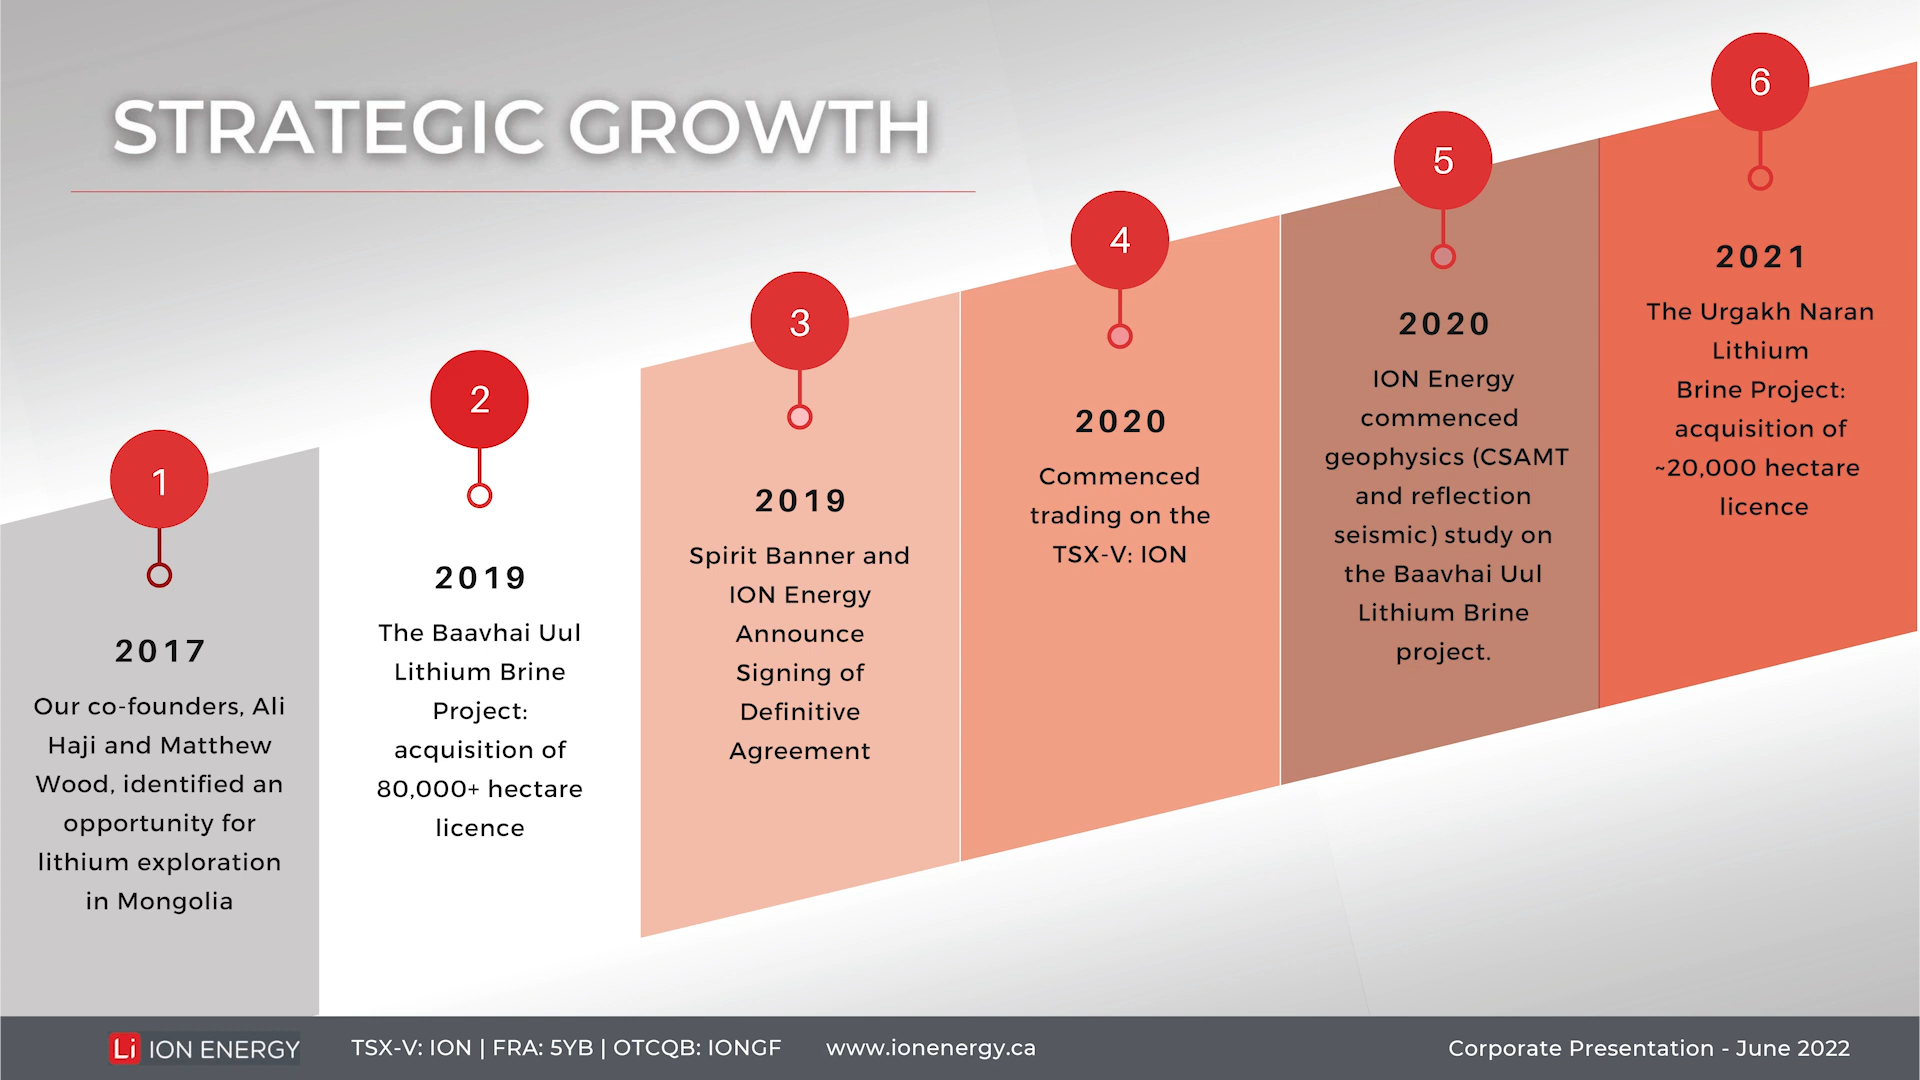 STRATEGIC GROWTH
1
2017
Our co-founders, Ali
Haji and Matthew
Wood, identified an
opportunity for
lithium exploration
in Mongolia
2
2019
The Baavhai Uul
Lithium Brine
Project:
acquisition of
80,000+ hectare
licence
3
2019
Spirit Banner and
ION Energy
Announce
Signing of
Definitive
Agreement
4
2020
Commenced
trading on the
TSX-V: ION
5
2020
ION Energy
commenced
geophysics (CSAMT
and reflection
seismic) study on
the Baavhai Uul
Lithium Brine
project.
6
2021
The Urgakh Naran
Lithium
Brine Project:
acquisition of
~20,000 hectare
licence
Li ION ENERGY
TSX-V: ION | FRA: 5YB | OTCQB: IONGF
www.ionenergy.ca
Corporate Presentation - June 2022